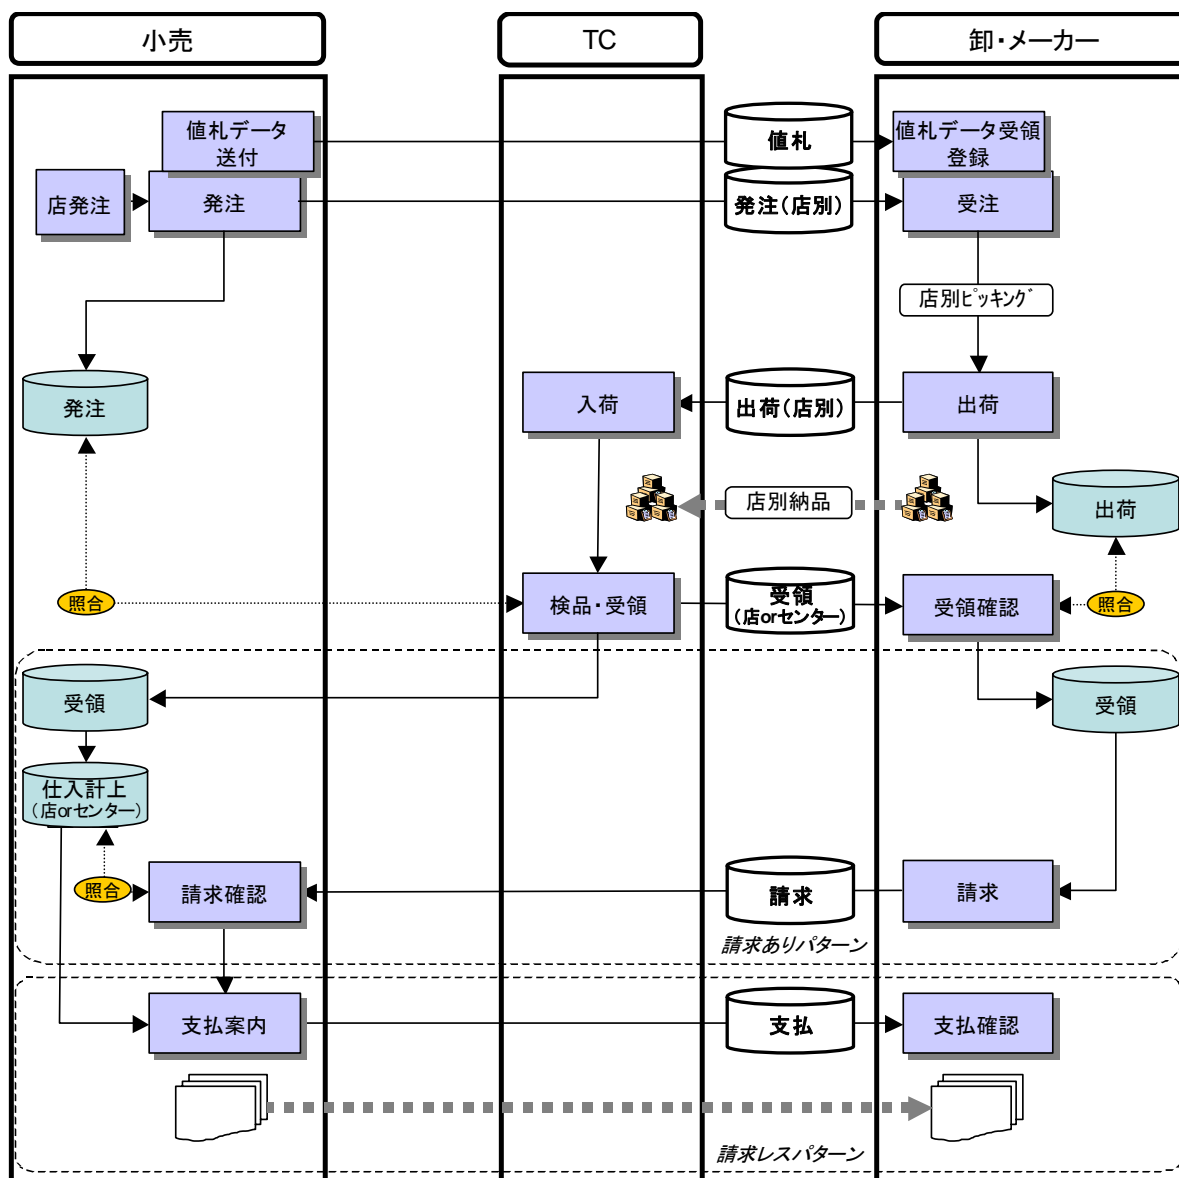 小売
TC
卸・メーカー
値札データ
送付
値札
値札データ受領
登録
店発注
発注
発注（店別）
受注
店別ﾋﾟｯｷﾝｸﾞ
発注
入荷
出荷（店別）
出荷
店別納品
出荷
照合
検品・受領
受領
（店orセンター）
受領確認
照合
受領
受領
仕入計上
（店orセンター）
照合
請求確認
請求
請求
請求ありパターン
支払案内
支払
支払確認
請求レスパターン